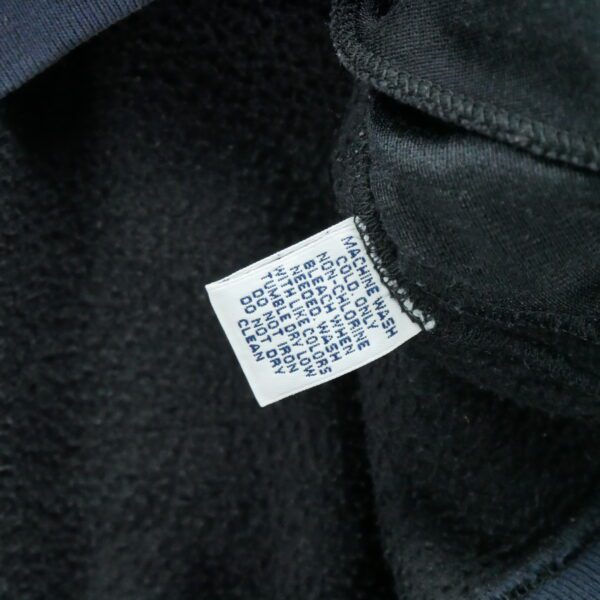 MACHINE WASH
COLD. ONLY
NON-CHLORINE
BLEACH WHEN
NEEDED. WASH
WITH LIKE COLORS
TUMBLE DRY LOW
DO NOT IRON
DO NOT DRY
CLEAN